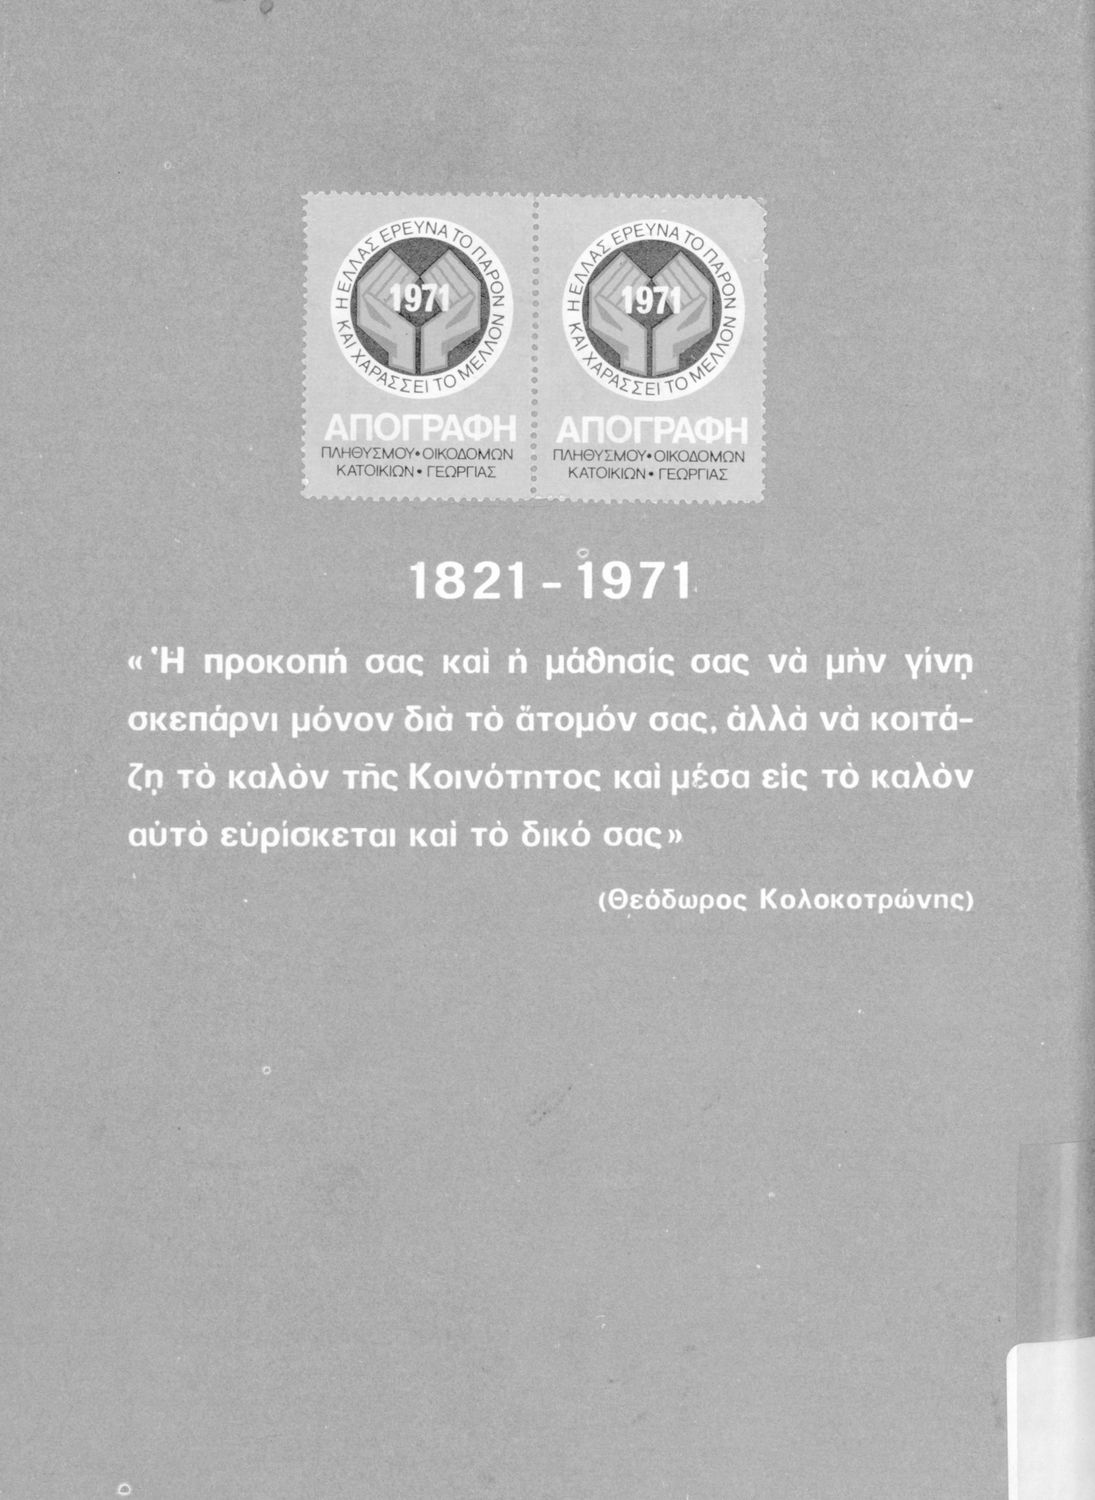 Η ΕΛΛΑΣ ΕΡΕΥΝΑ ΤΟ ΠΑΡΟΝ
ΚΑΙ ΧΑΡΑΣΣΕΙ ΤΟ ΜΕΛΛΟΝ
1971
ΑΠΟΓΡΑΦΗ
ΠΛΗΘΥΣΜΟΥ • ΟΙΚΟΔΟΜΩΝ
ΚΑΤΟΙΚΙΩΝ • ΓΕΩΡΓΙΑΣ
Η ΕΛΛΑΣ ΕΡΕΥΝΑ ΤΟ ΠΑΡΟΝ
ΚΑΙ ΧΑΡΑΣΣΕΙ ΤΟ ΜΕΛΛΟΝ
1971
ΑΠΟΓΡΑΦΗ
ΠΛΗΘΥΣΜΟΥ • ΟΙΚΟΔΟΜΩΝ
ΚΑΤΟΙΚΙΩΝ • ΓΕΩΡΓΙΑΣ
1821 - 1971
« Ἡ προκοπή σας καὶ ἡ μάθησίς σας νὰ μὴν γίνῃ
σκεπάρνι μόνον διὰ τὸ ἄτομόν σας, ἀλλὰ νὰ κοιτά-
ζῃ τὸ καλὸν τῆς Κοινότητος καὶ μέσα εἰς τὸ καλὸν
αὐτὸ εὑρίσκεται καὶ τὸ δικό σας »
(Θεόδωρος Κολοκοτρώνης)